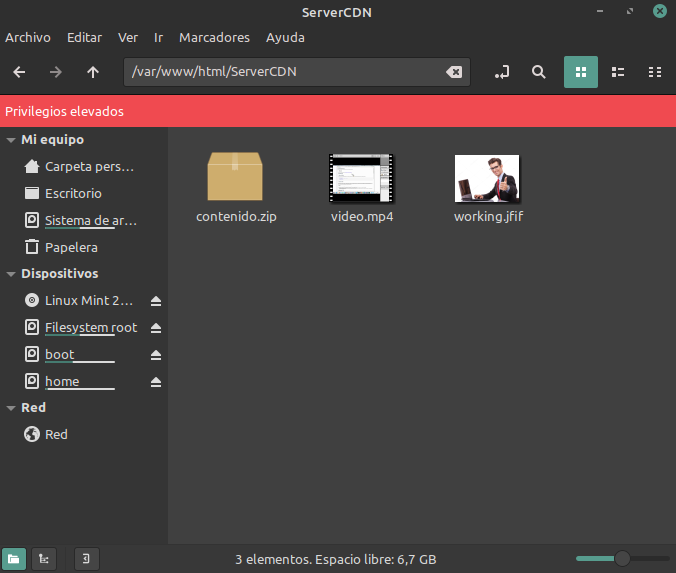 ServerCDN
Archivo Editar Ver Ir Marcadores Ayuda
/var/www/html/ServerCDN
Privilegios elevados
Mi equipo
Carpeta pers...
Escritorio
Sistema de ar...
Papelera
Dispositivos
Linux Mint 2...
Filesystem root
boot
home
Red
Red
contenido.zip
video.mp4
working.jfif
3 elementos. Espacio libre: 6,7 GB